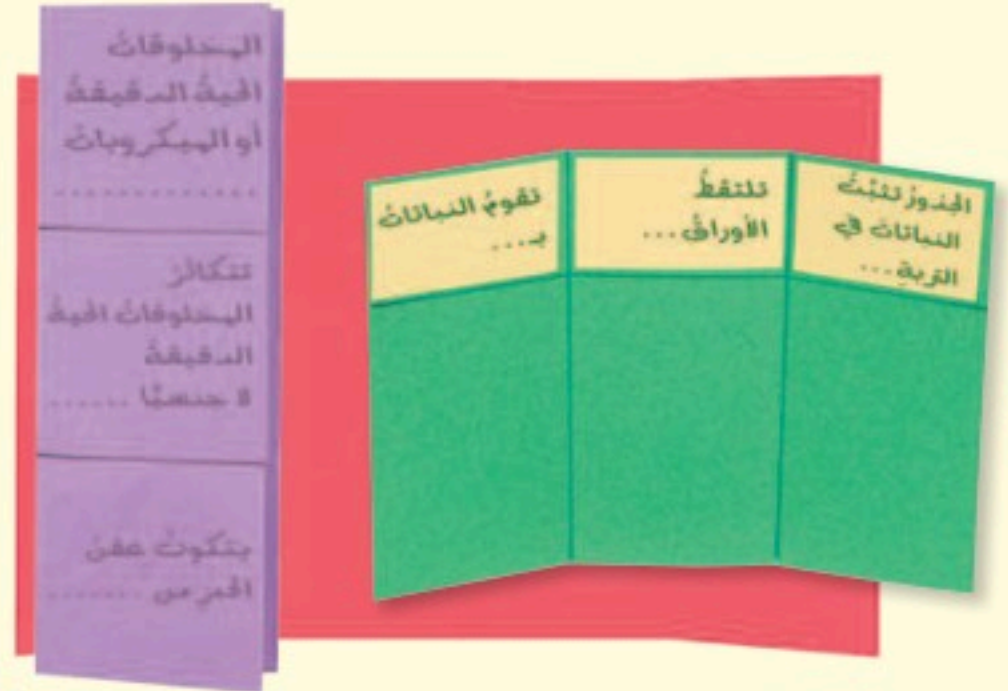 المخلوقات
الحية الدقيقة
أو الميكروبات
..............
تتكاثر
المخلوقات الحية
الدقيقة
لا جنسيًّا ......
يتكون عفن
الخبز من .......
الجذورُ تثبِّتُ
النباتات في
التربةِ...
تلتقطُ
الأوراقُ...
تقومُ النباتاتُ
بـ...